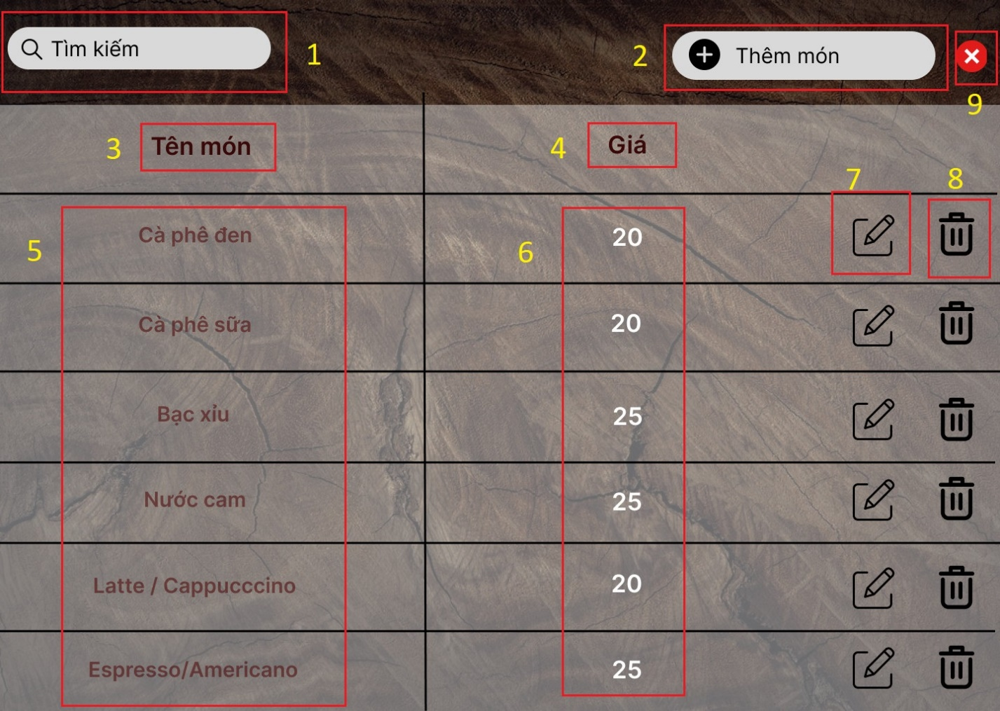 Tìm kiếm 1 2 Thêm món
9
3 Tên món 4 Giá
7 8
5 Cà phê đen 6 20
Cà phê sữa 20
Bạc xỉu 25
Nước cam 25
Latte / Cappucccino 20
Espresso/Americano 25